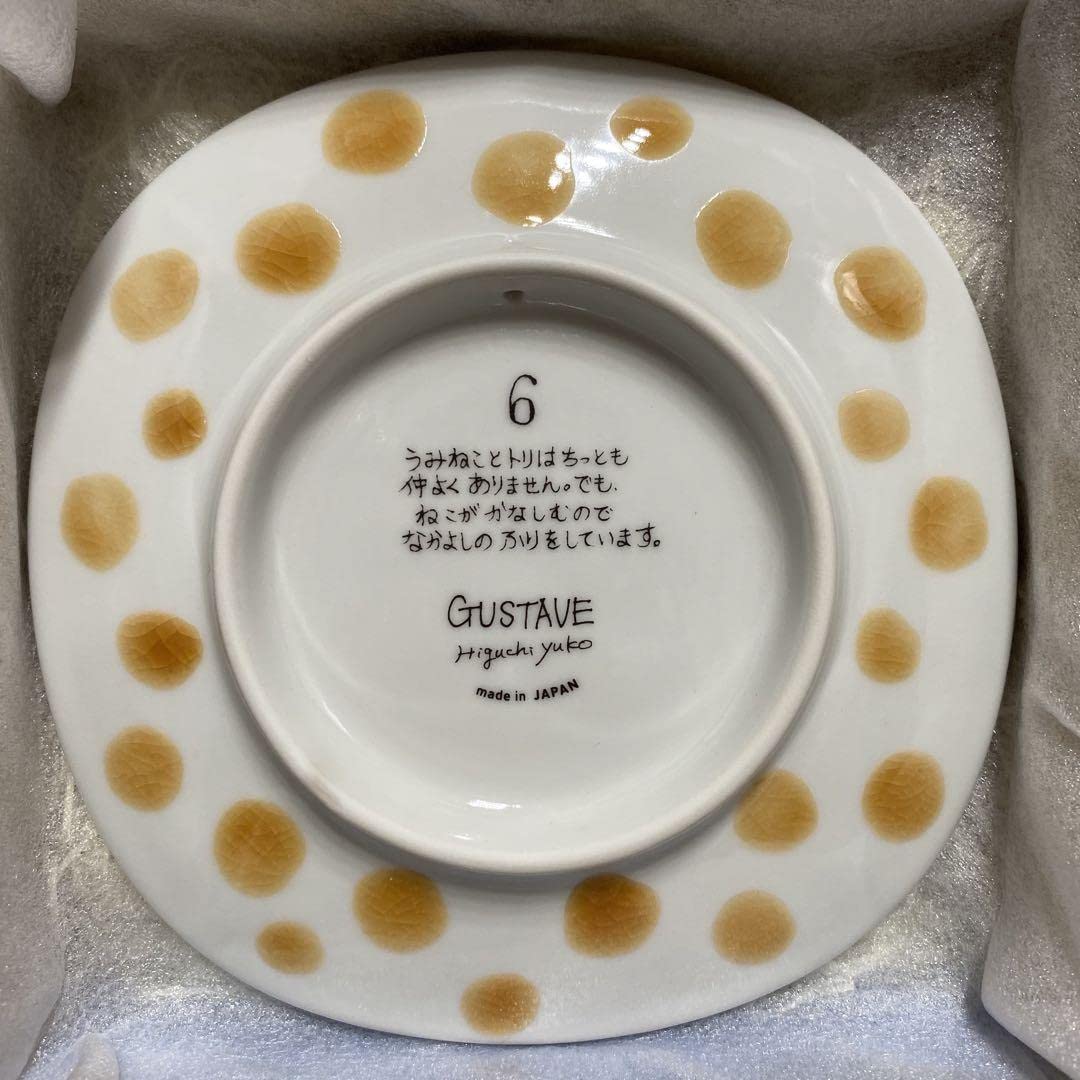 6
うみねことトリはちっとも
仲よくありません。でも、
ねこがかなしむので
なかよしのふりをしています。
GUSTAVE
Higuchi yuko
made in JAPAN